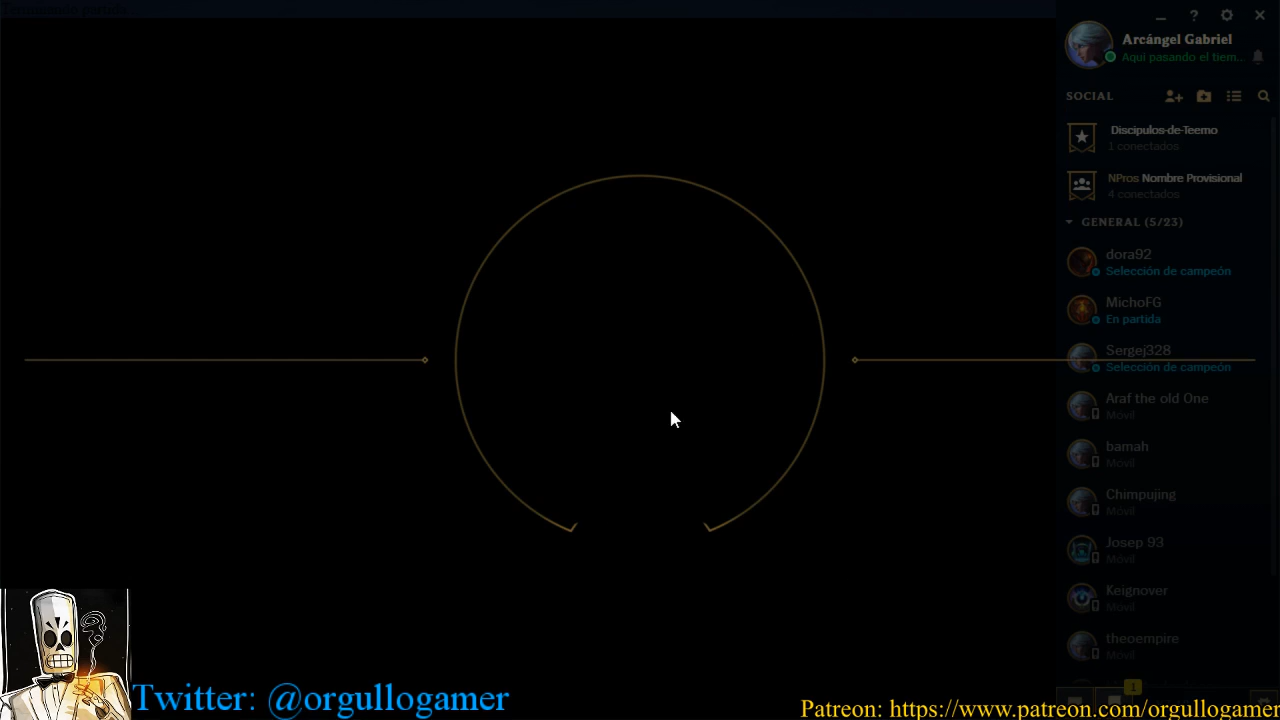 Arcángel Gabriel
Aqui pasando el tiem...
SOCIAL
Discipulos-de-Teemo
1 conectados
NPros Nombre Provisional
4 conectados
GENERAL (5/23)
dora92
Selección de campeón
MichoFG
En partida
Sergej328
Selección de campeón
Araf the old One
Móvil
bamah
Móvil
Chimpujing
Móvil
Josep 93
Móvil
Keignover
Móvil
theoempire
Móvil
1
Twitter: @orgullogamer
Patreon: https://www.patreon.com/orgullogamer